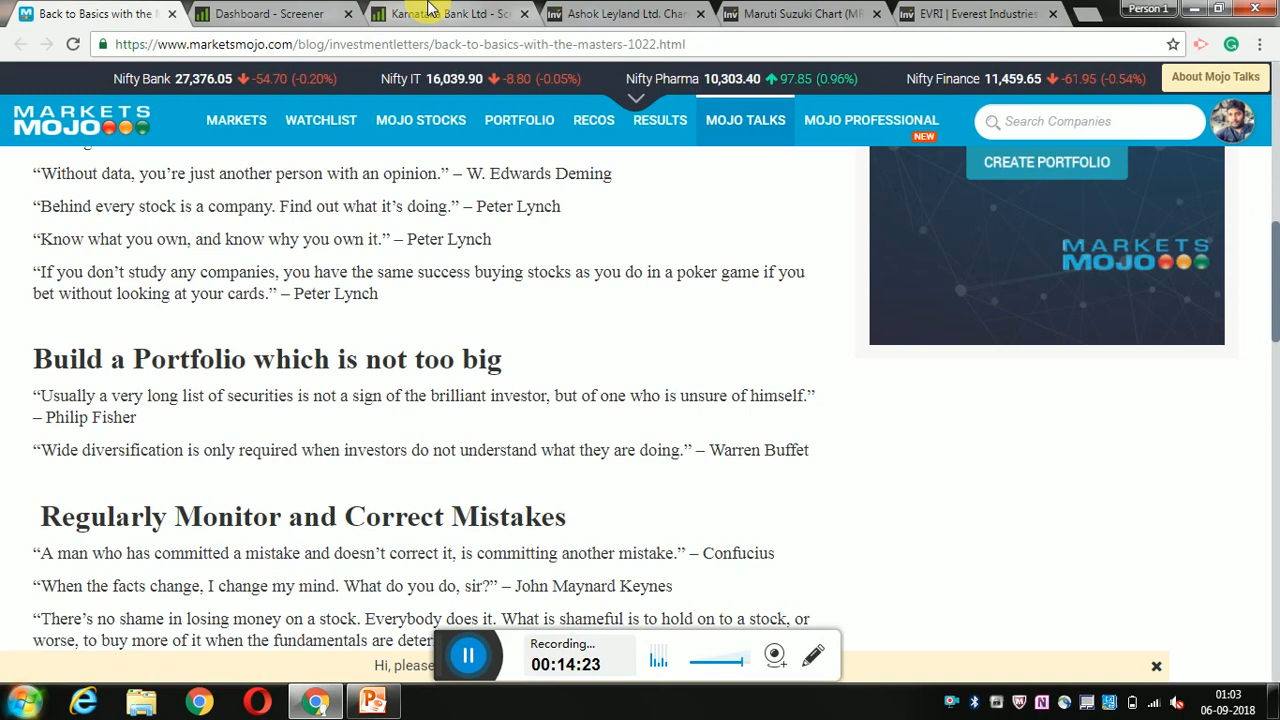 Back to Basics with the M
Dashboard - Screener
Karnataka Bank Ltd - Sc
Ashok Leyland Ltd. Char
Maruti Suzuki Chart (MR
EVRI | Everest Industries
Person 1
https://www.marketsmojo.com/blog/investmentletters/back-to-basics-with-the-masters-1022.html
Nifty Bank 27,376.05 -54.70 (-0.20%)
Nifty IT 16,039.90 -8.80 (-0.05%)
Nifty Pharma 10,303.40 97.85 (0.96%)
Nifty Finance 11,459.65 -61.95 (-0.54%)
About Mojo Talks
MARKETS
MOJO
MARKETS WATCHLIST MOJO STOCKS PORTFOLIO RECOS RESULTS MOJO TALKS MOJO PROFESSIONAL
NEW
Search Companies
“Without data, you’re just another person with an opinion.” – W. Edwards Deming
“Behind every stock is a company. Find out what it’s doing.” – Peter Lynch
“Know what you own, and know why you own it.” – Peter Lynch
“If you don’t study any companies, you have the same success buying stocks as you do in a poker game if you
bet without looking at your cards.” – Peter Lynch
CREATE PORTFOLIO
MARKETS
MOJO
Build a Portfolio which is not too big
“Usually a very long list of securities is not a sign of the brilliant investor, but of one who is unsure of himself.”
– Philip Fisher
“Wide diversification is only required when investors do not understand what they are doing.” – Warren Buffet
Regularly Monitor and Correct Mistakes
“A man who has committed a mistake and doesn’t correct it, is committing another mistake.” – Confucius
“When the facts change, I change my mind. What do you do, sir?” – John Maynard Keynes
“There’s no shame in losing money on a stock. Everybody does it. What is shameful is to hold on to a stock, or
worse, to buy more of it when the fundamentals are deter
Hi, please
Recording...
00:14:23
01:03
06-09-2018